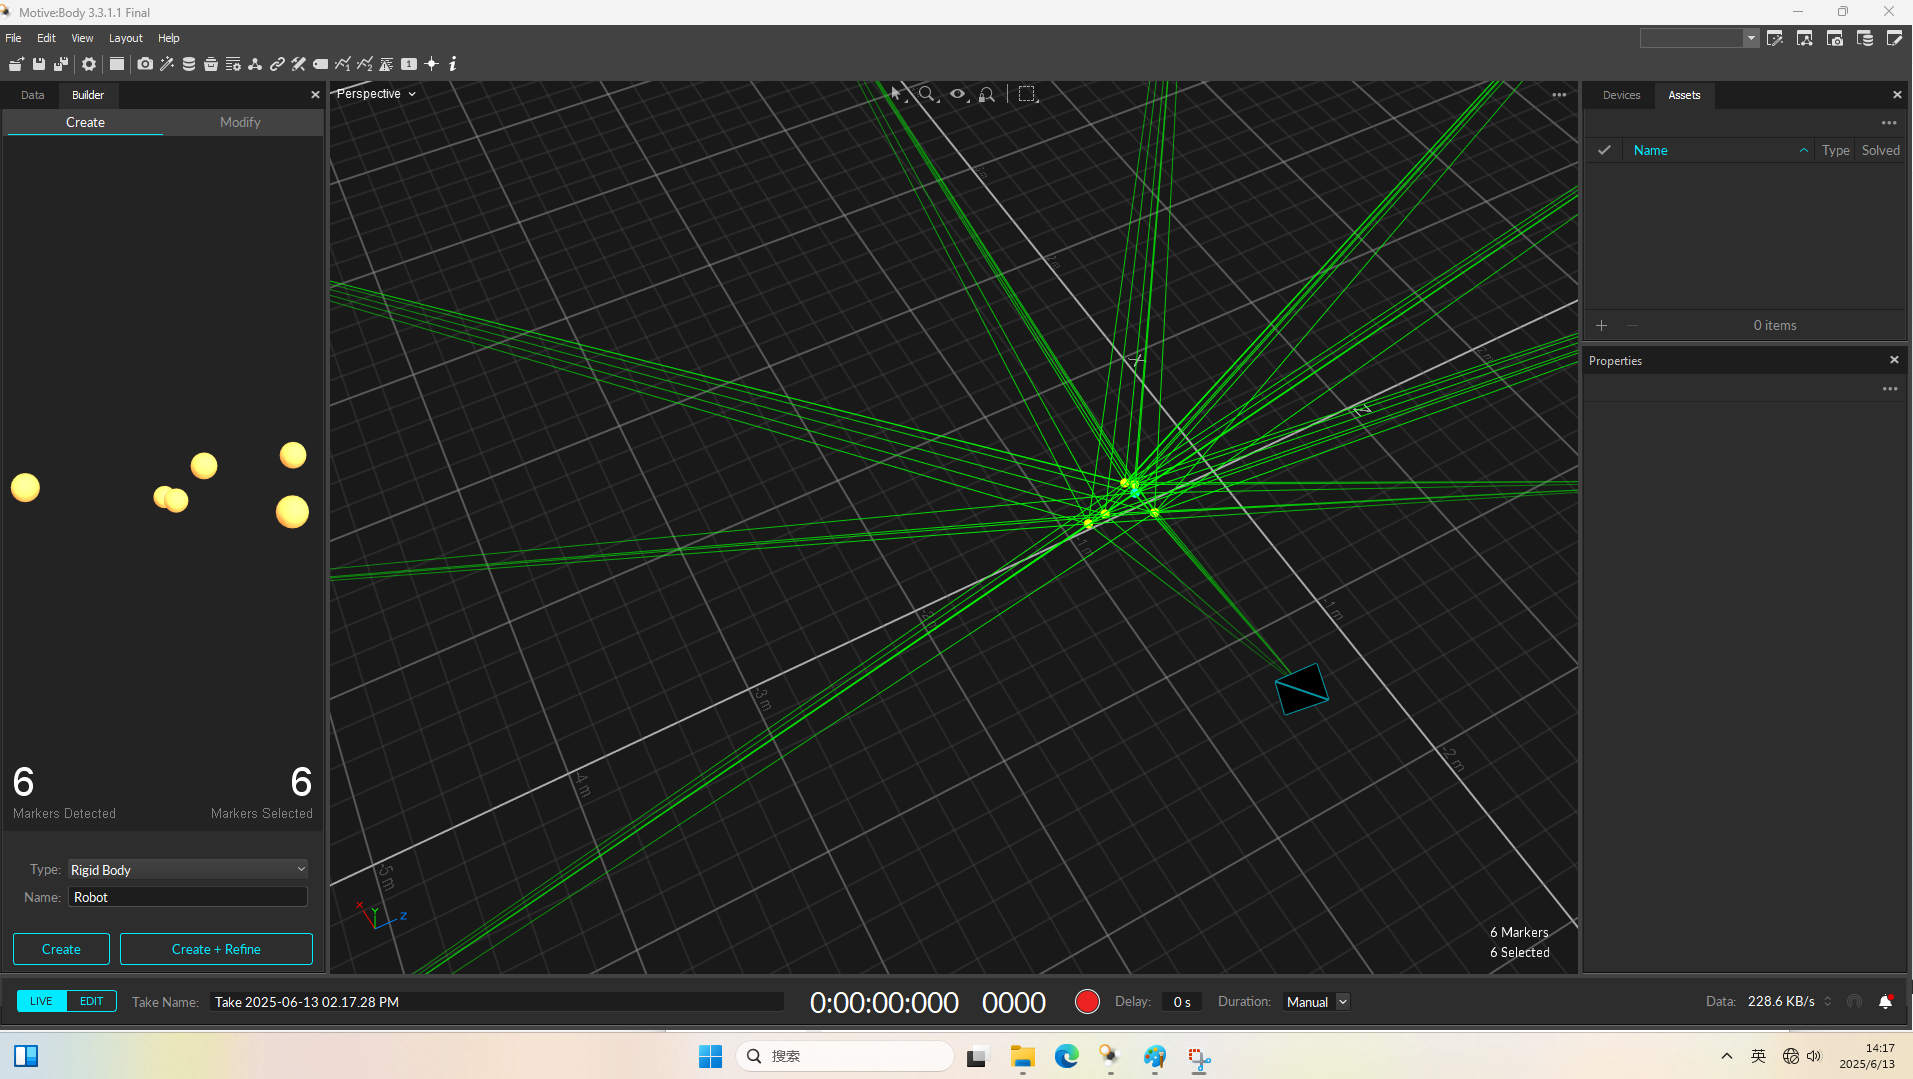 Motive:Body 3.3.1.1 Final
File Edit View Layout Help
Data Builder
Create Modify
Perspective
Devices Assets
Name Type Solved
0 items
Properties
2 m
-1 m
-1 m
-2 m
-2 m
-3 m
-4 m
-5 m
X Y Z
6 6
Markers Detected Markers Selected
Type: Rigid Body
Name: Robot
Create Create + Refine
6 Markers
6 Selected
LIVE EDIT Take Name: Take 2025-06-13 02.17.28 PM 0:00:00:000 0000 Delay: 0 s Duration: Manual Data: 228.6 KB/s
搜索
英
14:17
2025/6/13